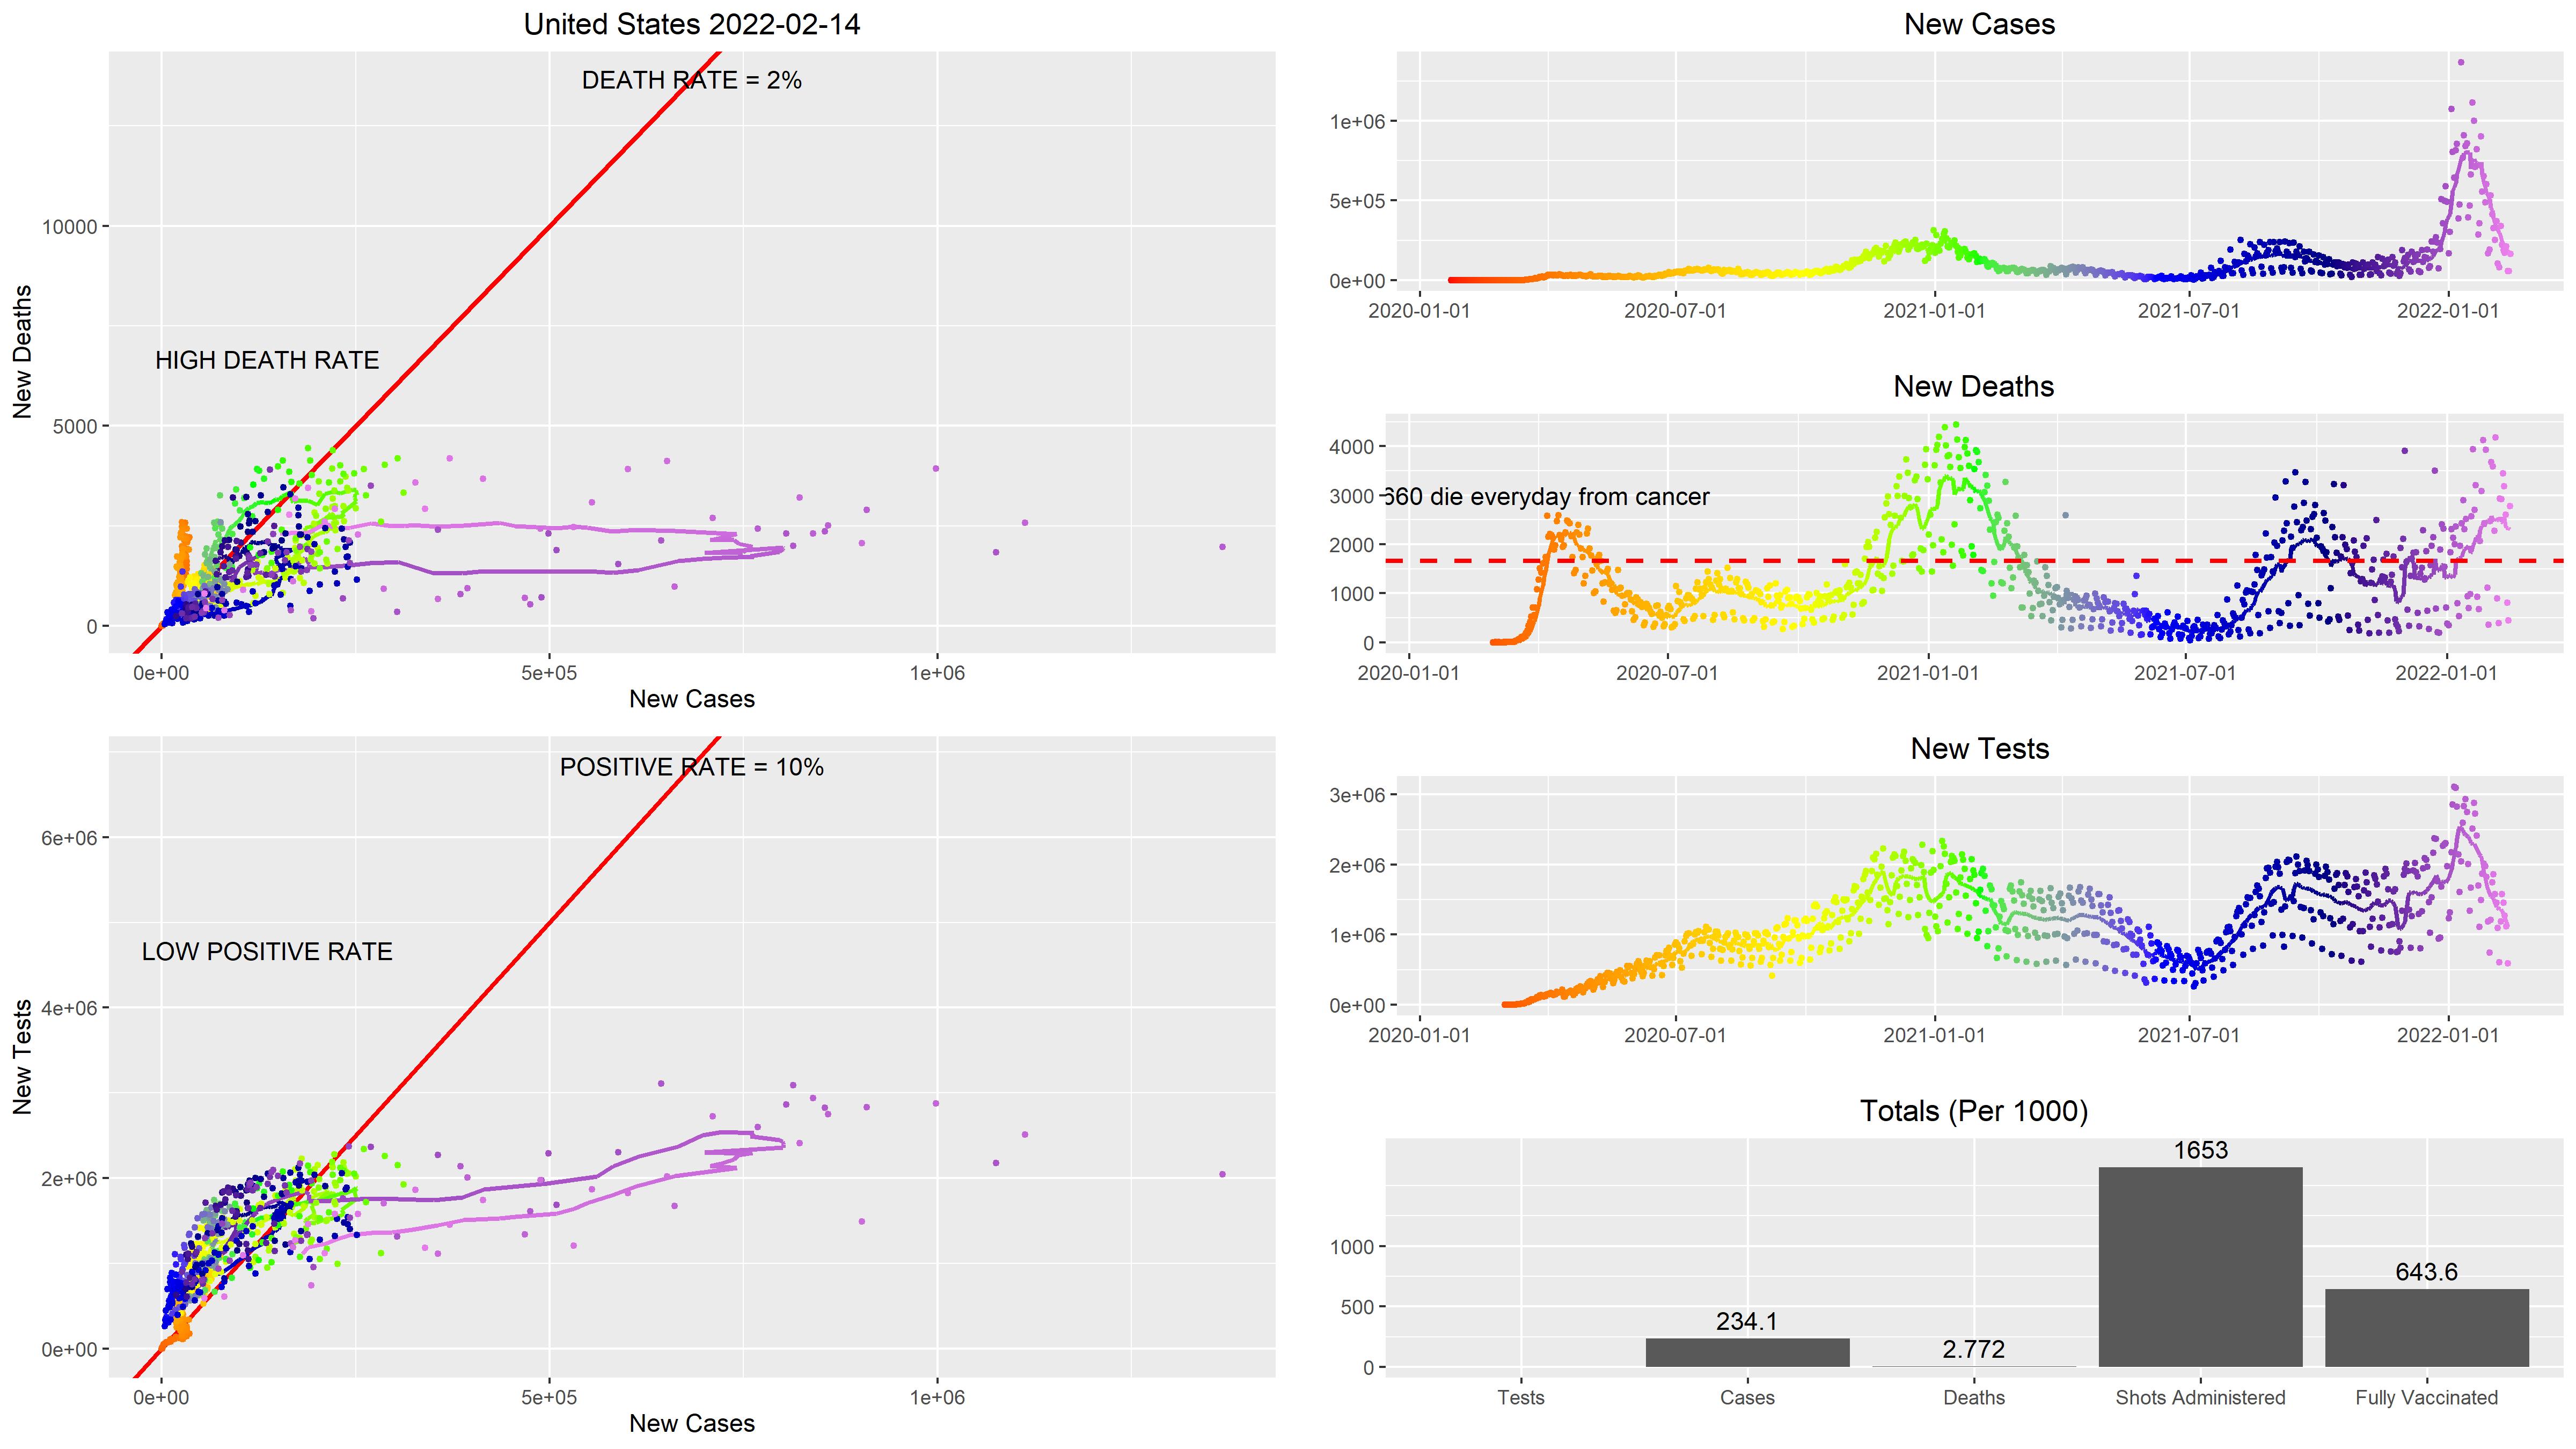 United States 2022-02-14
DEATH RATE = 2%
HIGH DEATH RATE
New Deaths
10000
5000
0
0e+00 5e+05 1e+06
New Cases
POSITIVE RATE = 10%
LOW POSITIVE RATE
New Tests
6e+06
4e+06
2e+06
0e+00
0e+00 5e+05 1e+06
New Cases
New Cases
1e+06
5e+05
0e+00
2020-01-01 2020-07-01 2021-01-01 2021-07-01 2022-01-01
New Deaths
4000
3000
die everyday from cancer
2000
1000
0
2020-01-01 2020-07-01 2021-01-01 2021-07-01 2022-01-01
New Tests
3e+06
2e+06
1e+06
0e+00
2020-01-01 2020-07-01 2021-01-01 2021-07-01 2022-01-01
Totals (Per 1000)
1653
643.6
234.1
2.772
1000
500
0
Tests Cases Deaths Shots Administered Fully Vaccinated